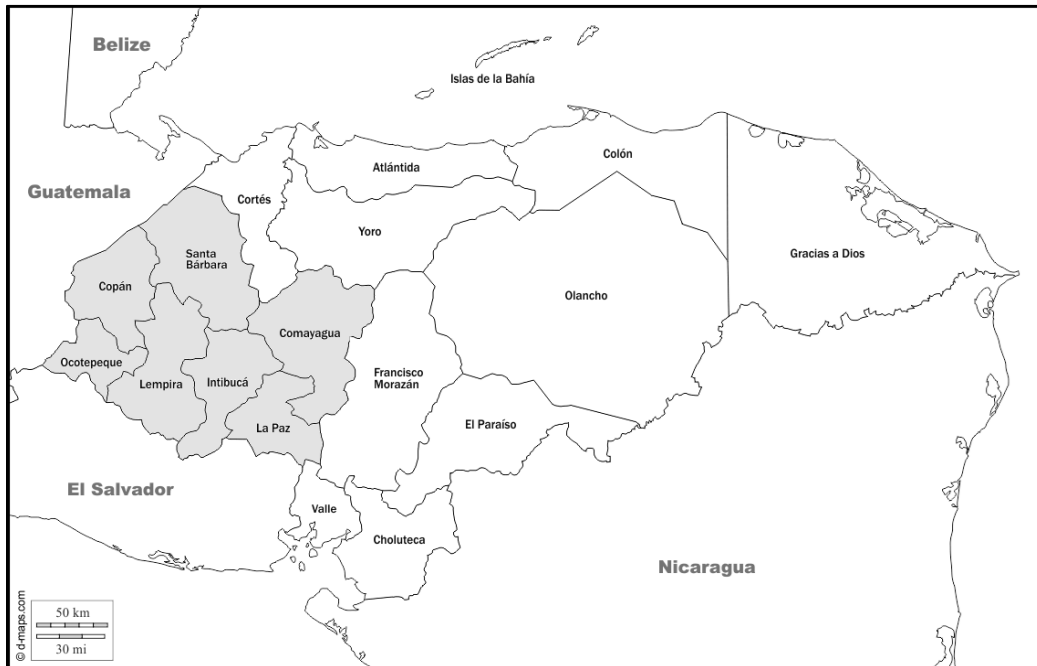 Belize
Islas de la Bahía
Atlántida
Colón
Guatemala
Cortés
Yoro
Santa
Bárbara
Gracias a Dios
Copán
Olancho
Comayagua
Ocotepeque
Lempira
Intibucá
Francisco
Morazán
La Paz
El Paraíso
El Salvador
Valle
Choluteca
Nicaragua
50 km
30 mi
© d-maps.com